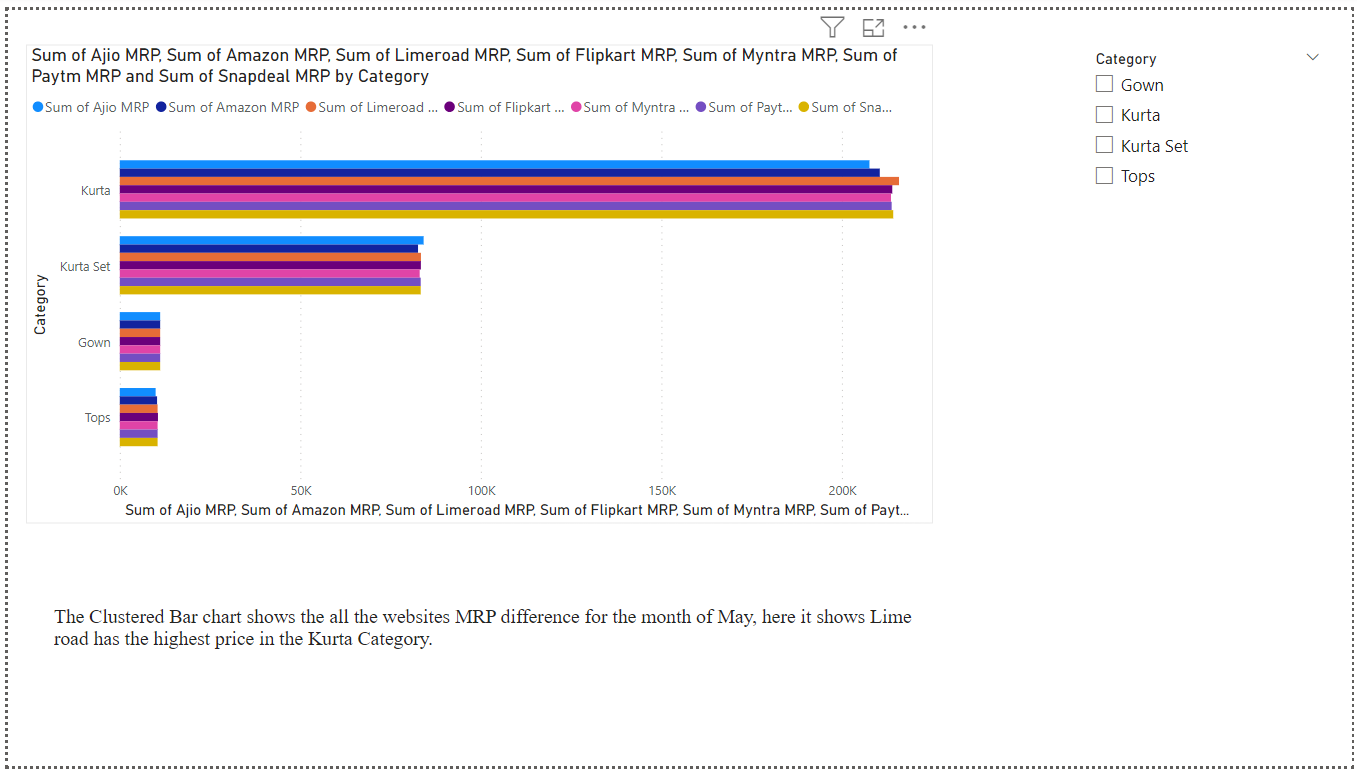 Sum of Ajio MRP, Sum of Amazon MRP, Sum of Limeroad MRP, Sum of Flipkart MRP, Sum of Myntra MRP, Sum of
Paytm MRP and Sum of Snapdeal MRP by Category
Sum of Ajio MRP Sum of Amazon MRP Sum of Limeroad ... Sum of Flipkart ... Sum of Myntra ... Sum of Payt... Sum of Sna...
Category
Kurta
Kurta Set
Gown
Tops
0K 50K 100K 150K 200K
Sum of Ajio MRP, Sum of Amazon MRP, Sum of Limeroad MRP, Sum of Flipkart MRP, Sum of Myntra MRP, Sum of Payt...
Category
Gown
Kurta
Kurta Set
Tops
The Clustered Bar chart shows the all the websites MRP difference for the month of May, here it shows Lime
road has the highest price in the Kurta Category.